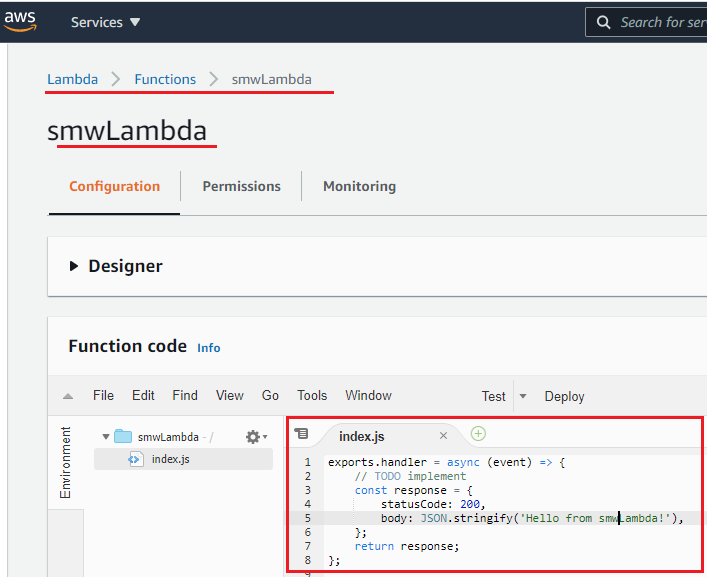 aws Services Search for ser
Lambda Functions smwLambda
smwLambda
Configuration Permissions Monitoring
Designer
Function code Info
File Edit Find View Go Tools Window Test Deploy
Environment
smwLambda - /
index.js
index.js
1 exports.handler = async (event) => {
2 // TODO implement
3 const response = {
4 statusCode: 200,
5 body: JSON.stringify('Hello from smwLambda!'),
6 };
7 return response;
8 };
9